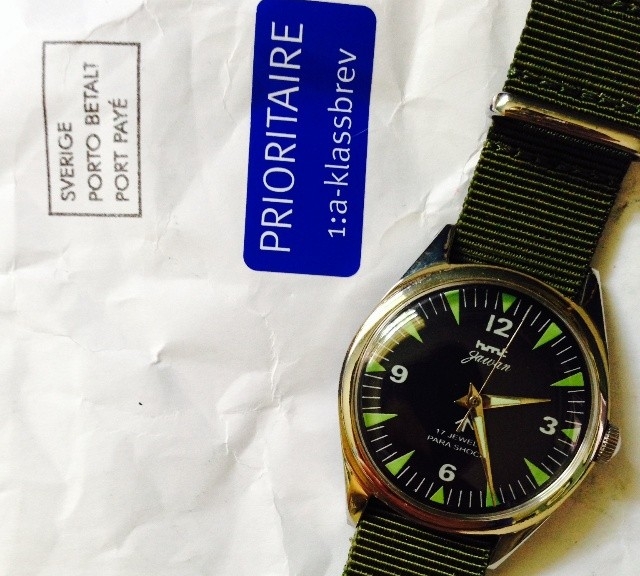 SVERIGE
PORTO BETALT
PORT PAYÉ
PRIORITAIRE
1:a-klassbrev
12
hmt
Jawan
9
3
17 JEWELS
PARA SHOCK
6